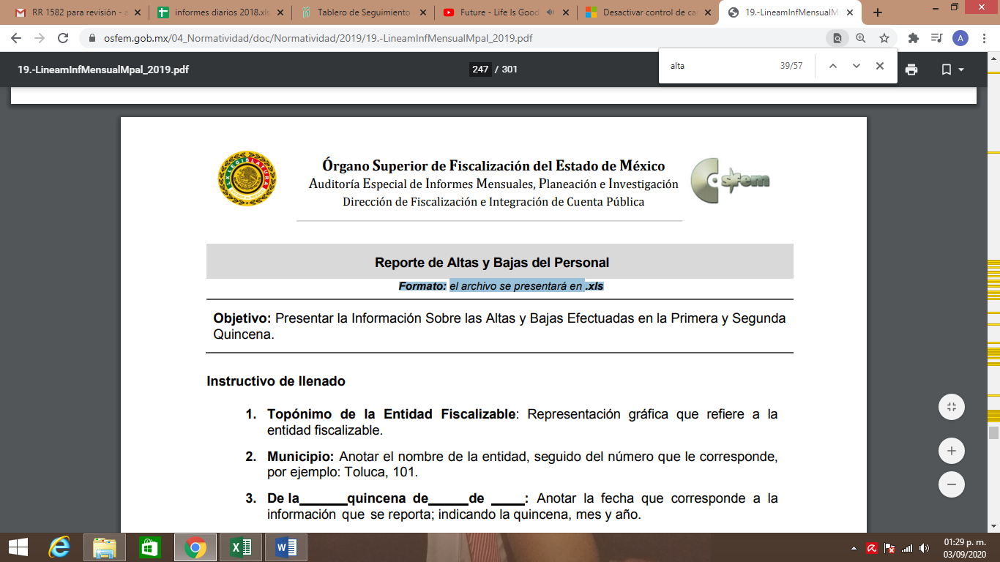 RR 1582 para revisión - a
informes diarios 2018.xls
Tablero de Seguimiento
Future - Life Is Good
Desactivar control de ca
19.-LineamInfMensualM
osfem.gob.mx/04_Normatividad/doc/Normatividad/2019/19.-LineamInfMensualMpal_2019.pdf
A
19.-LineamInfMensualMpal_2019.pdf
247 / 301
alta
39/57
LX LEGISLATURA
Órgano Superior de Fiscalización del Estado de México
Auditoría Especial de Informes Mensuales, Planeación e Investigación
Dirección de Fiscalización e Integración de Cuenta Pública
sfem
Reporte de Altas y Bajas del Personal
Formato: el archivo se presentará en .xls
Objetivo: Presentar la Información Sobre las Altas y Bajas Efectuadas en la Primera y Segunda
Quincena.
Instructivo de llenado
1. Topónimo de la Entidad Fiscalizable: Representación gráfica que refiere a la
entidad fiscalizable.
2. Municipio: Anotar el nombre de la entidad, seguido del número que le corresponde,
por ejemplo: Toluca, 101.
3. De la______quincena de_____de ____: Anotar la fecha que corresponde a la
información que se reporta; indicando la quincena, mes y año.
01:29 p. m.
03/09/2020